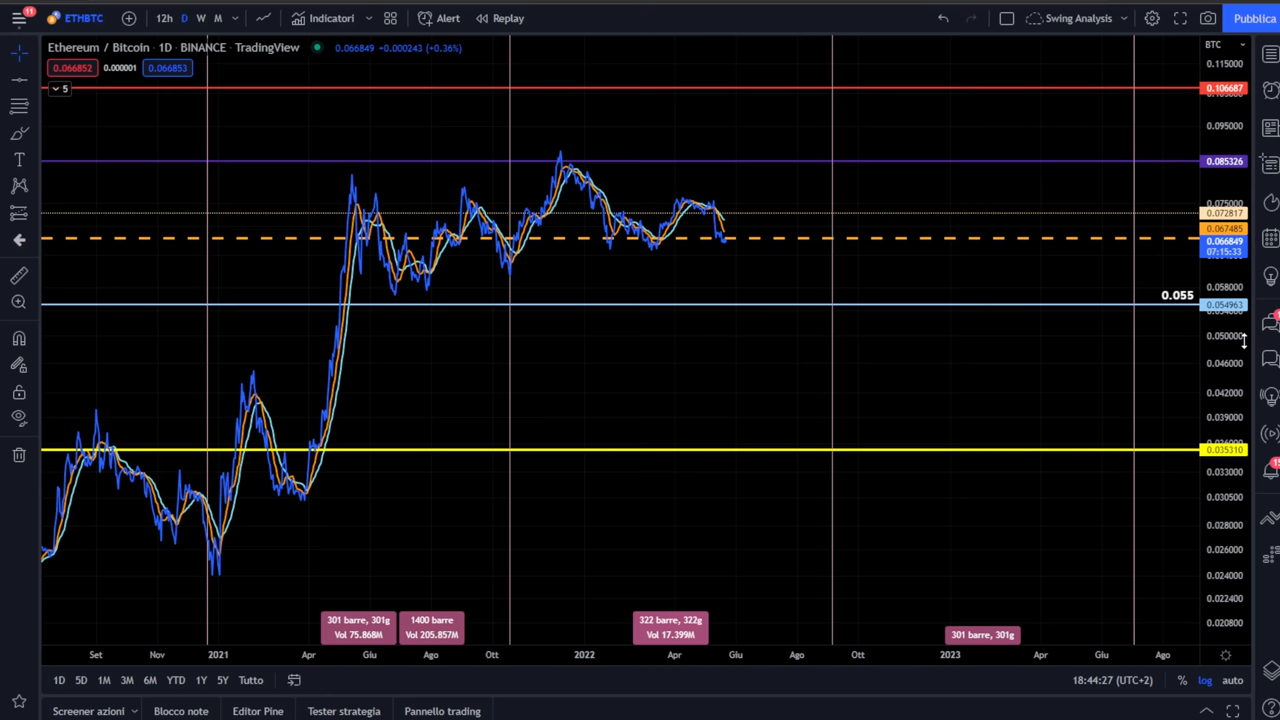 11
ETHBTC
12h D W M
Indicatori
Alert
Replay
Swing Analysis
Pubblica
Ethereum / Bitcoin · 1D · BINANCE · TradingView
0.066849 +0.000243 (+0.36%)
0.066852 0.000001 0.066853
5
BTC
0.115000
0.106687
0.095000
0.085326
0.075000
0.072817
0.067485
0.066849
07:15:33
0.058000
0.055
0.054963
0.050000
0.046000
0.042000
0.039000
0.035310
0.033000
0.030500
0.028000
0.026000
0.024000
0.022400
0.020800
301 barre, 301g
Vol 75.868M
1400 barre
Vol 205.857M
322 barre, 322g
Vol 17.399M
301 barre, 301g
Set Nov 2021 Apr Giu Ago Ott 2022 Apr Giu Ago Ott 2023 Apr Giu Ago
1D 5D 1M 3M 6M YTD 1Y 5Y Tutto
18:44:27 (UTC+2) % log auto
Screener azioni Blocco note Editor Pine Tester strategia Pannello trading